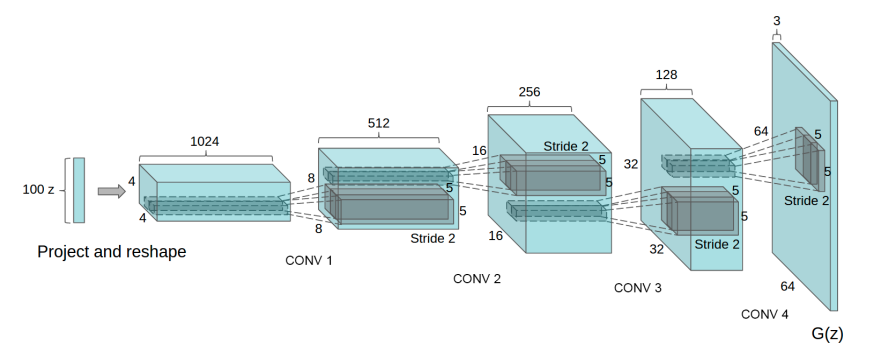 100 z
Project and reshape
1024
4
4
512
8
8
5
5
Stride 2
CONV 1
256
16
16
Stride 2
5
5
CONV 2
128
32
32
5
5
Stride 2
CONV 3
3
64
64
5
5
Stride 2
CONV 4
G(z)